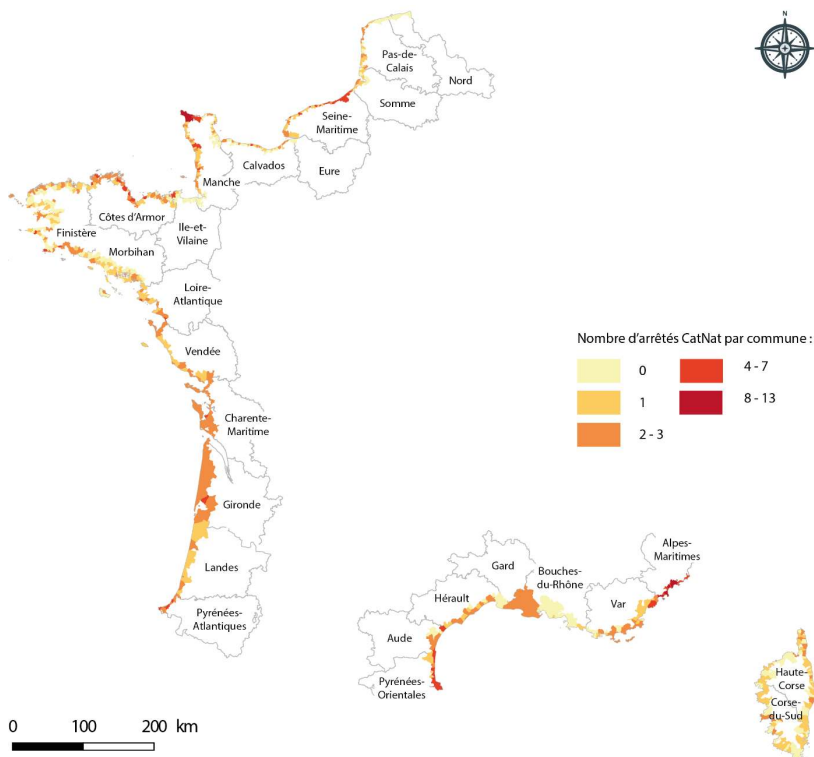 N
Pas-de-
Calais
Nord
Somme
Seine-
Maritime
Eure
Calvados
Manche
Côtes d'Armor
Ile-et-
Vilaine
Finistère
Morbihan
Loire-
Atlantique
Vendée
Nombre d'arrêtés CatNat par commune :
0
4 - 7
1
8 - 13
2 - 3
Charente-
Maritime
Gironde
Landes
Pyrénées-
Atlantiques
Alpes-
Maritimes
Gard
Bouches-
du-Rhône
Hérault
Var
Aude
Pyrénées-
Orientales
Haute-
Corse
Corse-
du-Sud
0 100 200 km